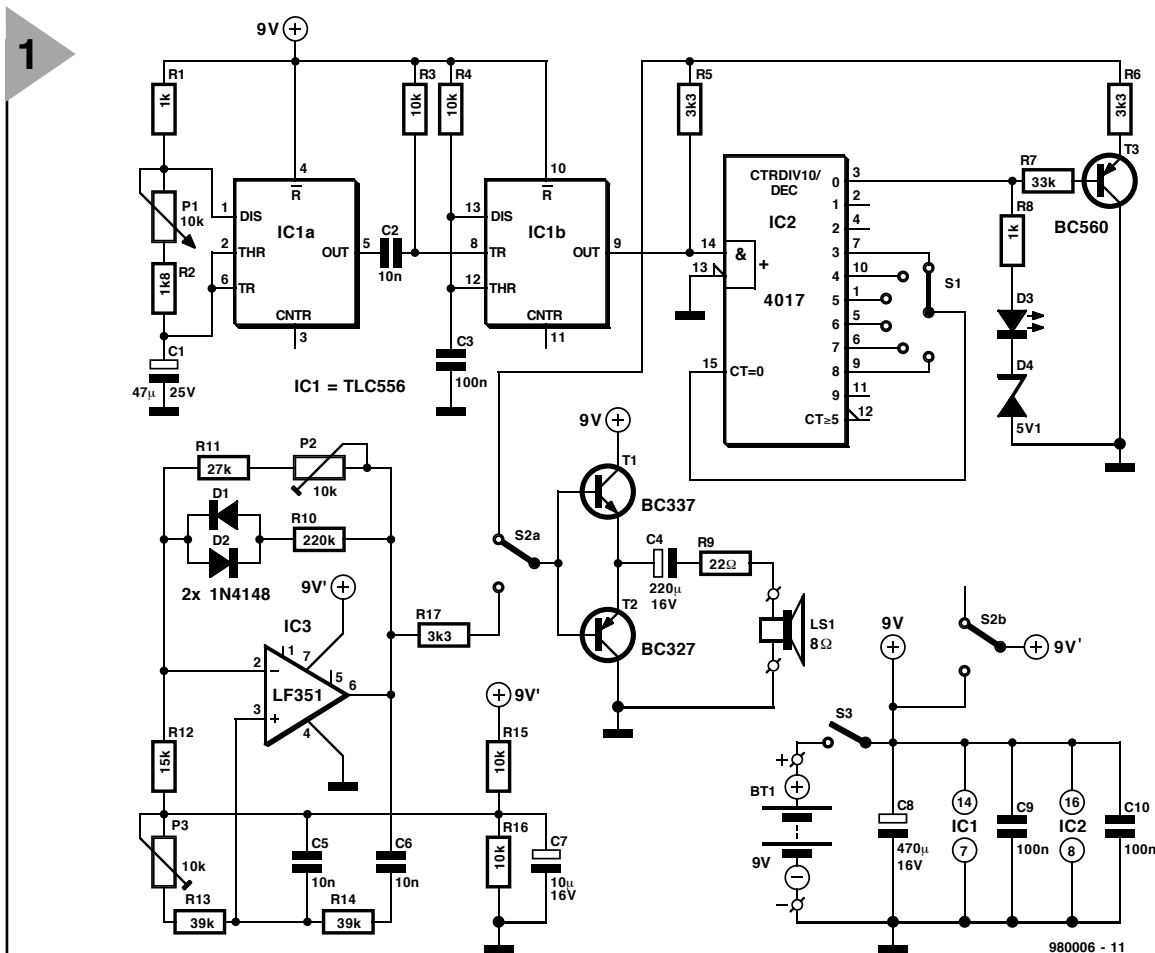 1
9V
R1
1k
P1
10k
R2
1k8
C1
47µ
25V
4
R
1
DIS
2
THR
6
TR
IC1a
OUT
5
CNTR
3
C2
10n
R3
10k
R4
10k
10
R
13
DIS
8
TR
12
THR
IC1b
OUT
9
CNTR
11
C3
100n
IC1 = TLC556
R5
3k3
CTRDIV10/
DEC
IC2
4017
14
13
&
+
15
CT=0
0
3
1
2
2
4
3
7
4
10
5
1
6
5
7
6
8
9
9
11
CT≥5
12
S1
R6
3k3
T3
BC560
R7
33k
R8
1k
D3
D4
5V1
R11
27k
P2
10k
D1
D2
2x 1N4148
R10
220k
9V'
IC3
LF351
1
7
5
2
−
6
3
+
4
R17
3k3
S2a
9V
T1
BC337
T2
BC327
C4
220µ
16V
R9
22Ω
LS1
8Ω
R12
15k
P3
10k
R13
39k
C5
10n
R14
39k
C6
10n
9V'
R15
10k
R16
10k
C7
10µ
16V
S2b
9V
9V'
S3
+
BT1
+
9V
−
−
C8
470µ
16V
14
IC1
7
C9
100n
16
IC2
8
C10
100n
980006 - 11